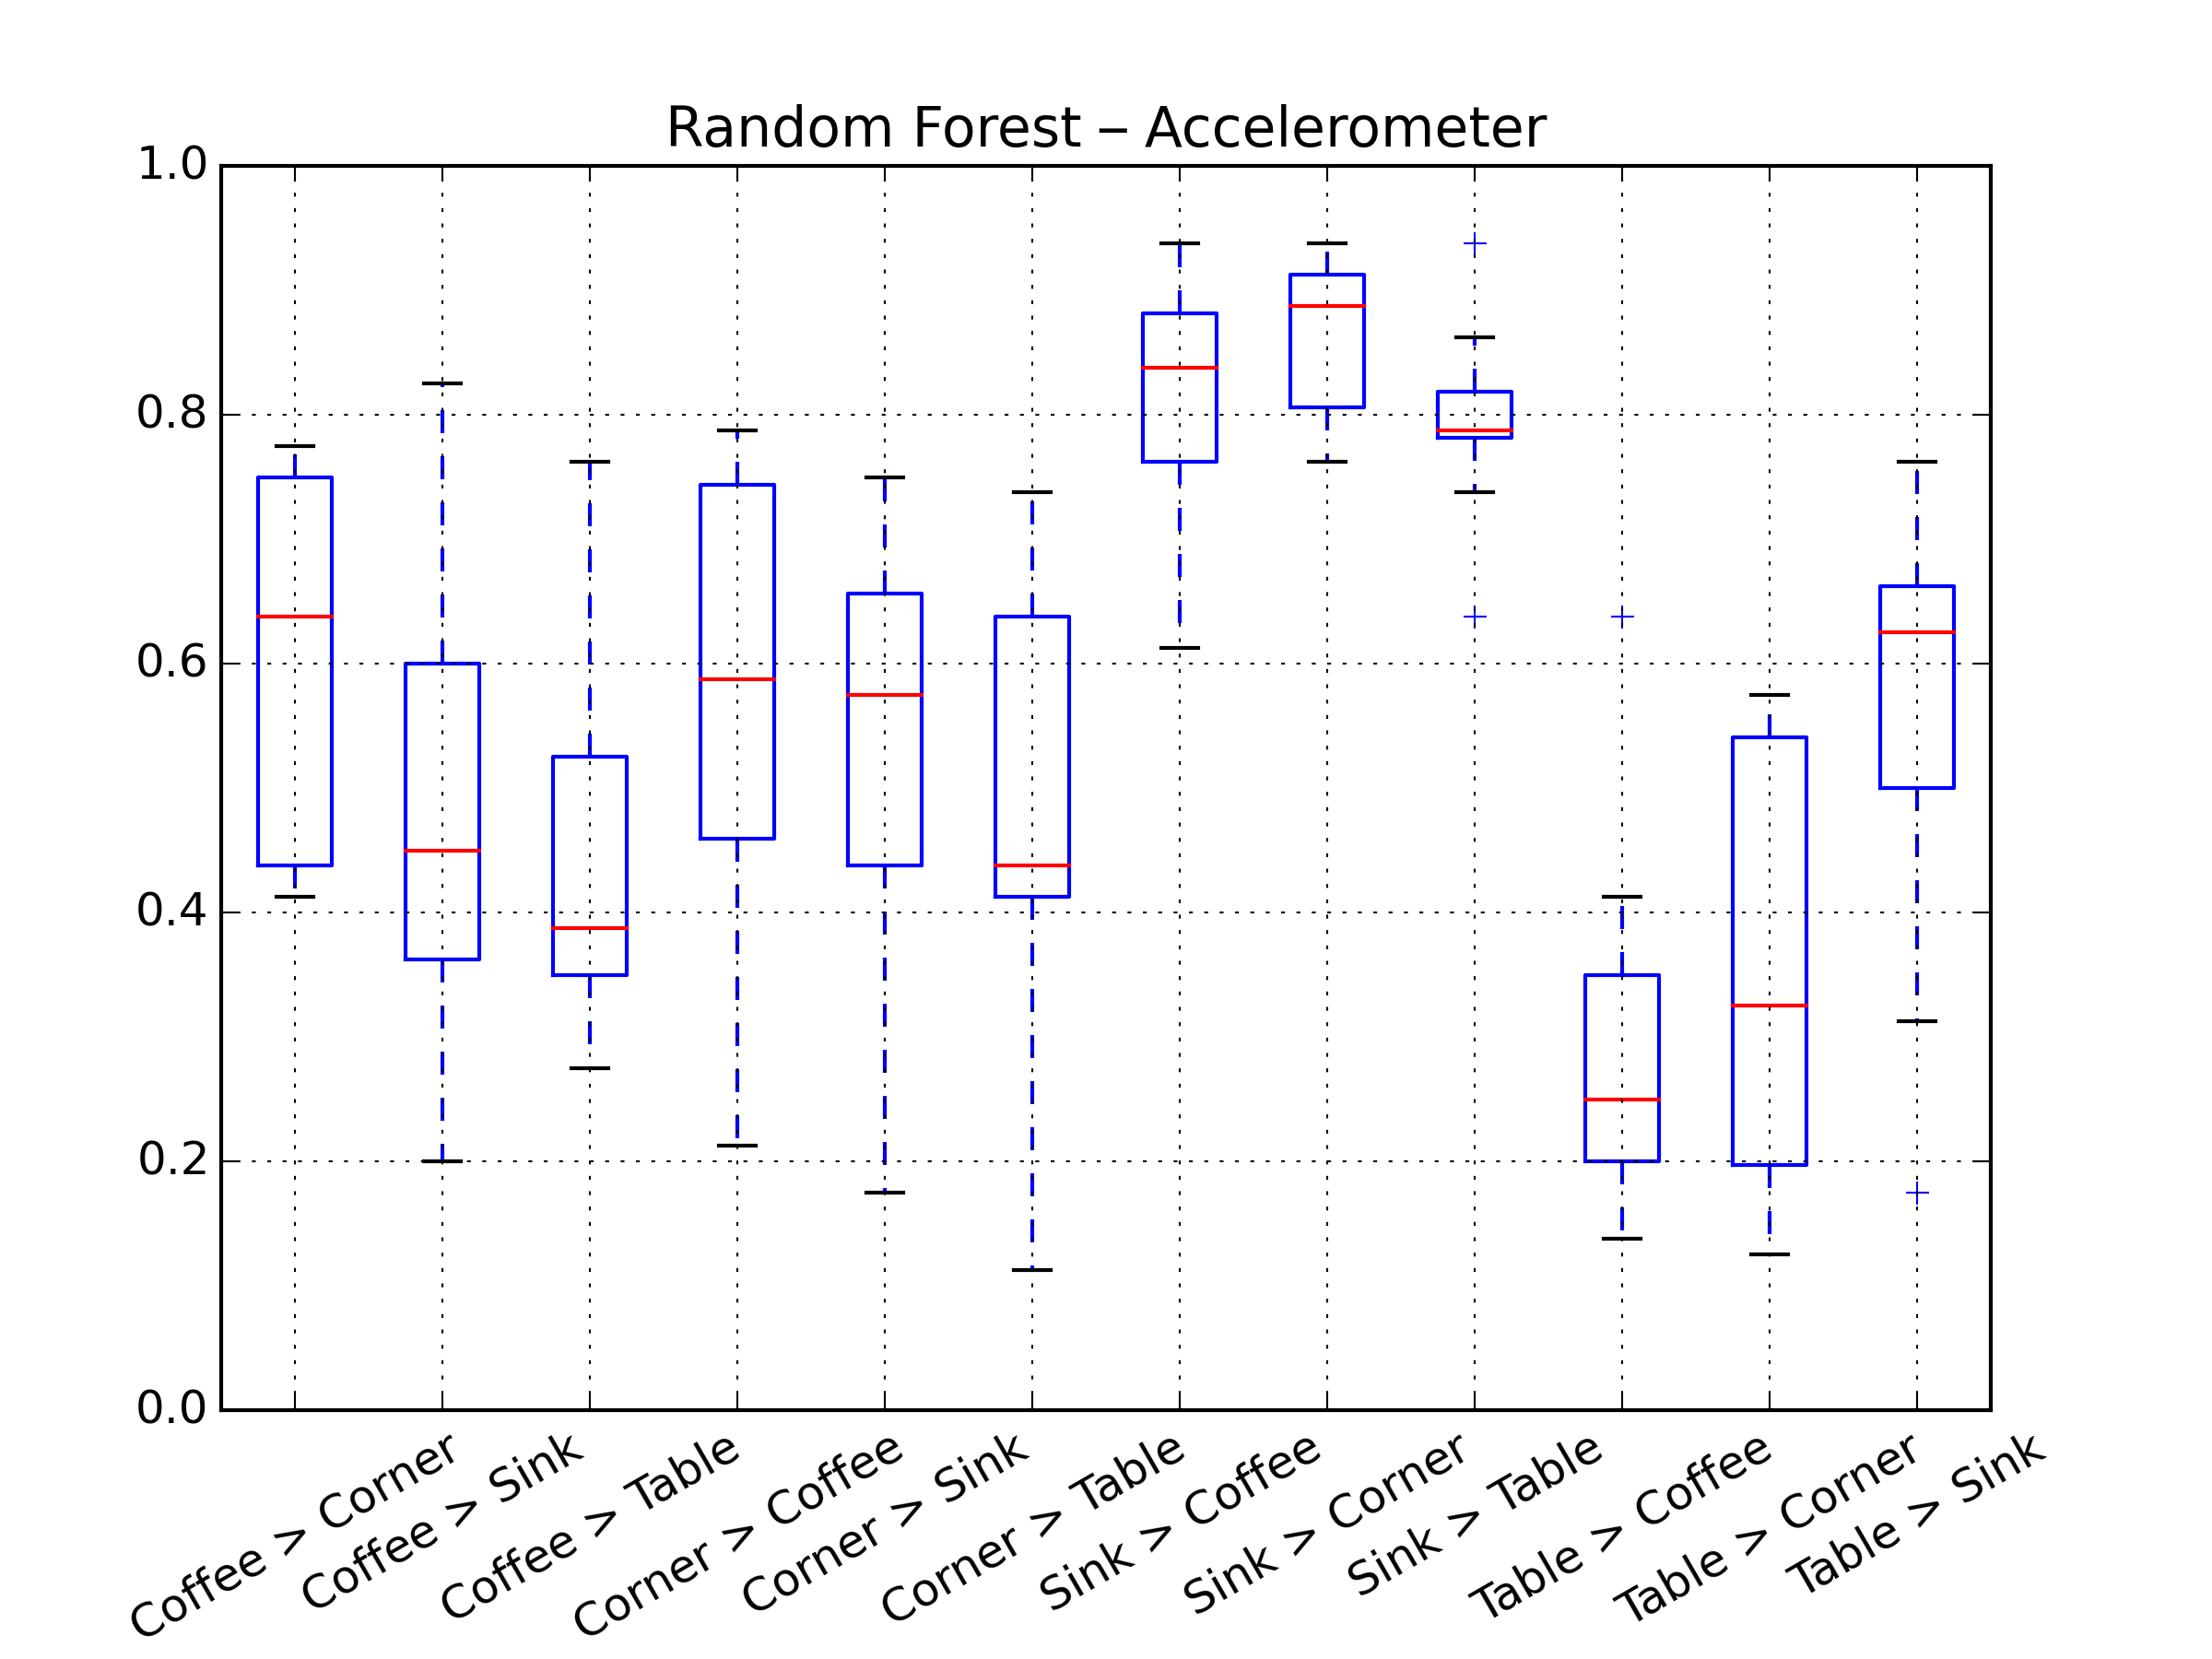 Random Forest − Accelerometer
1.0
0.8
0.6
0.4
0.2
0.0
Coffee > Corner
Coffee > Sink
Coffee > Table
Corner > Coffee
Corner > Sink
Corner > Table
Sink > Coffee
Sink > Corner
Sink > Table
Table > Coffee
Table > Corner
Table > Sink